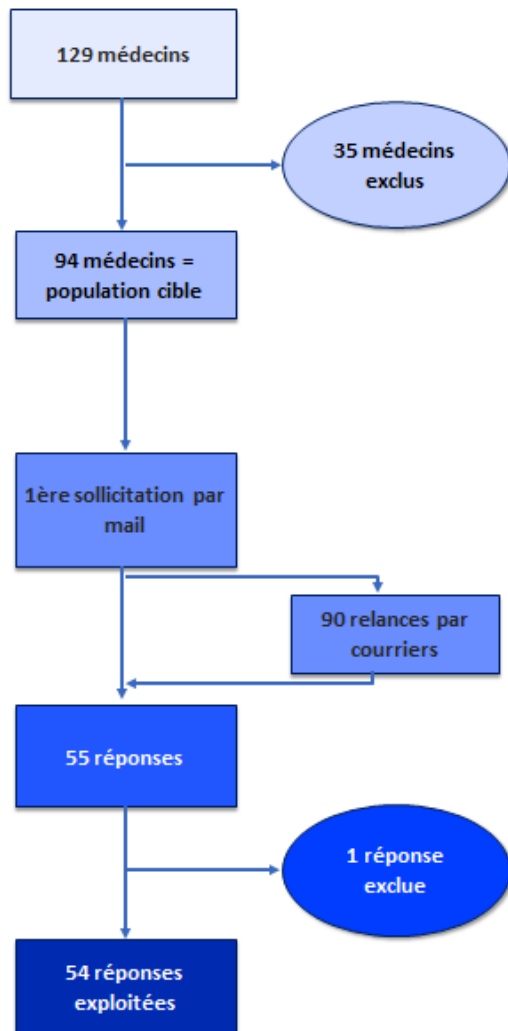 129 médecins
35 médecins
exclus
94 médecins =
population cible
1ère sollicitation par
mail
90 relances par
courriers
55 réponses
1 réponse
exclue
54 réponses
exploitées